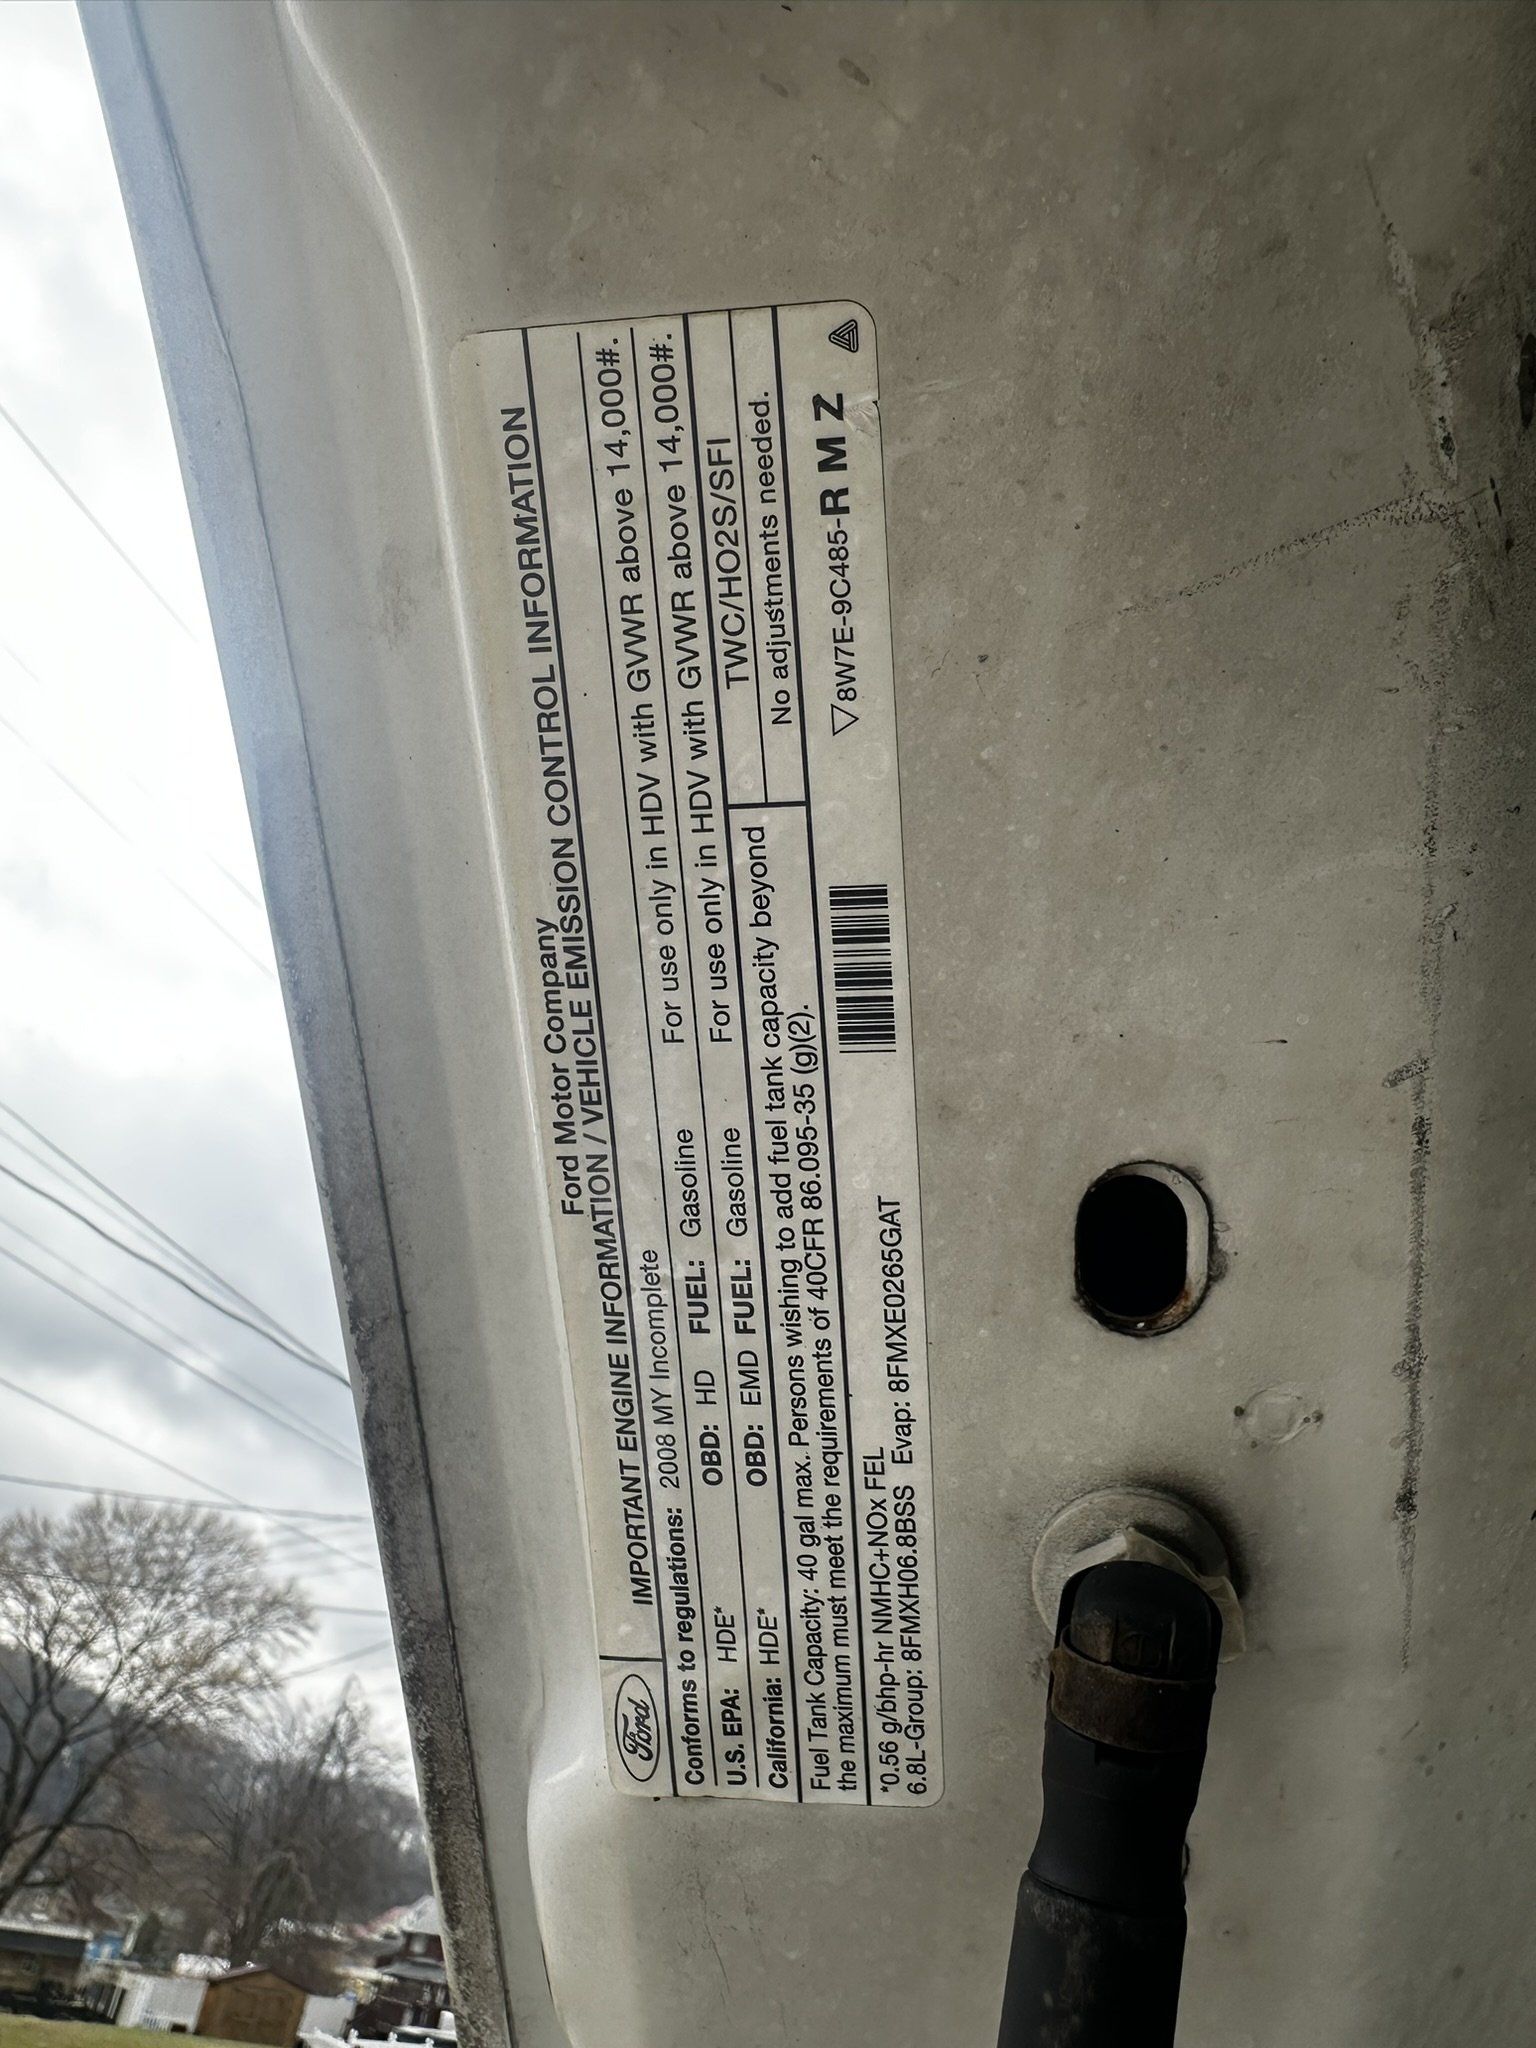 Ford
Ford Motor Company
IMPORTANT ENGINE INFORMATION / VEHICLE EMISSION CONTROL INFORMATION
Conforms to regulations: 2008 MY Incomplete
U.S. EPA: HDE* OBD: HD FUEL: Gasoline For use only in HDV with GVWR above 14,000#.
California: HDE* OBD: EMD FUEL: Gasoline For use only in HDV with GVWR above 14,000#.
Fuel Tank Capacity: 40 gal max. Persons wishing to add fuel tank capacity beyond
the maximum must meet the requirements of 40CFR 86.095-35 (g)(2).
TWC/HO2S/SFI
No adjustments needed.
*0.56 g/bhp-hr NMHC+NOx FEL
6.8L-Group: 8FMXH06.8BSS Evap: 8FMXE0265GAT
▽8W7E-9C485-R M Z